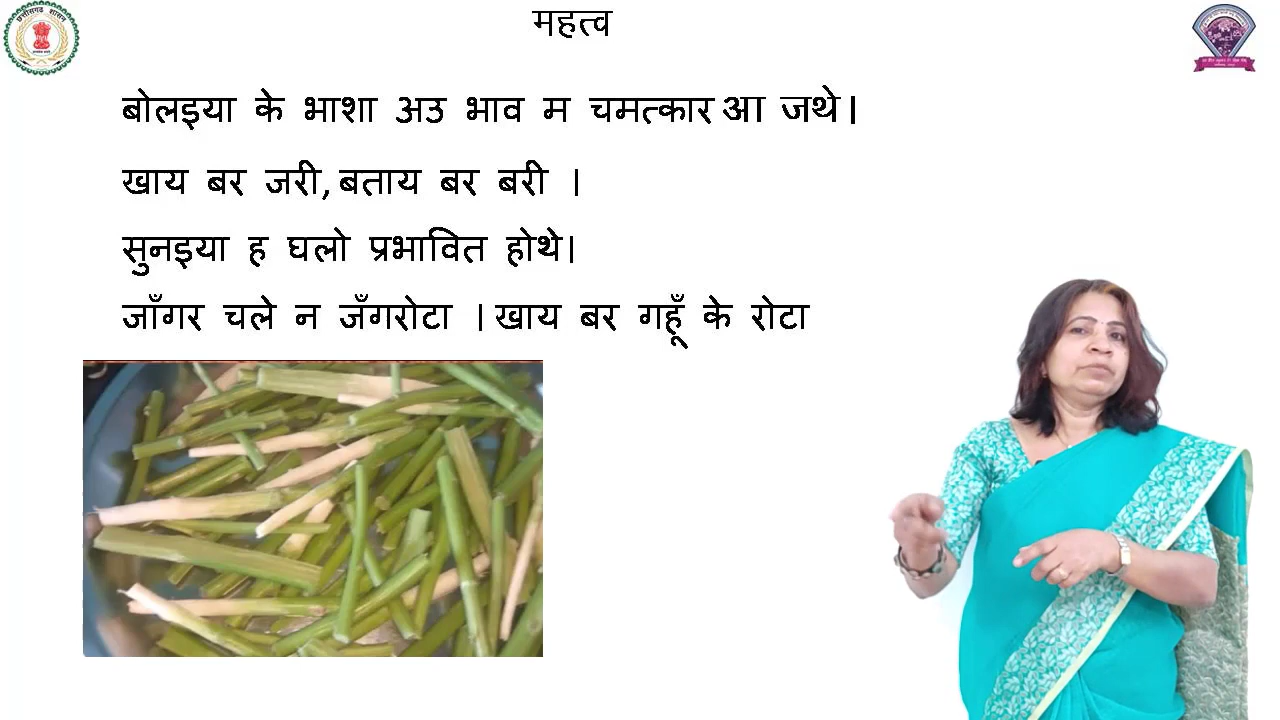 महत्व
बोलइया के भाशा अउ भाव म चमत्कार आ जथे।
खाय बर जरी, बताय बर बरी ।
सुनइया ह घलो प्रभावित होथे।
जाँगर चले न जँगरोटा । खाय बर गहूँ के रोटा